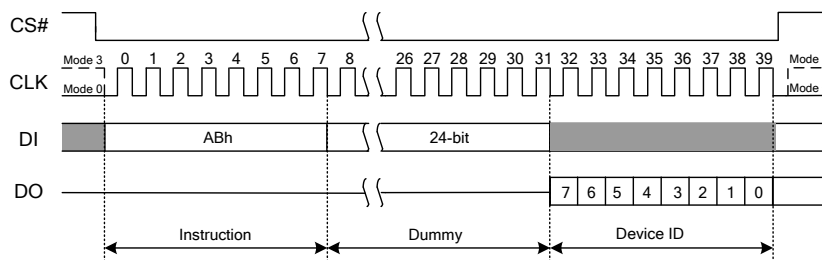 CS#
Mode 3 0 1 2 3 4 5 6 7 8 26 27 28 29 30 31 32 33 34 35 36 37 38 39 Mode
CLK
Mode 0 Mode
DI ABh 24-bit
DO 7 6 5 4 3 2 1 0
Instruction Dummy Device ID